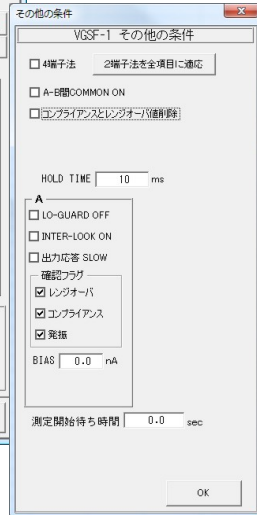 その他の条件
VGSF-1 その他の条件
4端子法 2端子法を全項目に適応
A-B間COMMON ON
コンプライアンスとレンジオーバ値削除
HOLD TIME 10 ms
A
LO-GUARD OFF
INTER-LOOK ON
出力応答 SLOW
確認フラグ
レンジオーバ
コンプライアンス
発振
BIAS 0.0 nA
測定開始待ち時間 0.0 sec
OK